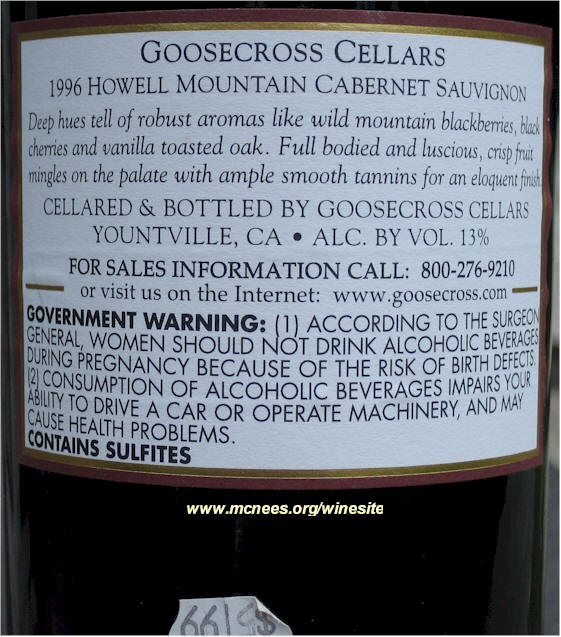 GOOSECROSS CELLARS
1996 HOWELL MOUNTAIN CABERNET SAUVIGNON
Deep hues tell of robust aromas like wild mountain blackberries, black
cherries and vanilla toasted oak. Full bodied and luscious, crisp fruit
mingles on the palate with ample smooth tannins for an eloquent finish.
CELLARED & BOTTLED BY GOOSECROSS CELLARS
YOUNTVILLE, CA • ALC. BY VOL. 13%
FOR SALES INFORMATION CALL: 800-276-9210
or visit us on the Internet: www.goosecross.com
GOVERNMENT WARNING: (1) ACCORDING TO THE SURGEON
GENERAL, WOMEN SHOULD NOT DRINK ALCOHOLIC BEVERAGES
DURING PREGNANCY BECAUSE OF THE RISK OF BIRTH DEFECTS.
(2) CONSUMPTION OF ALCOHOLIC BEVERAGES IMPAIRS YOUR
ABILITY TO DRIVE A CAR OR OPERATE MACHINERY, AND MAY
CAUSE HEALTH PROBLEMS.
CONTAINS SULFITES
www.mcnees.org/winesite